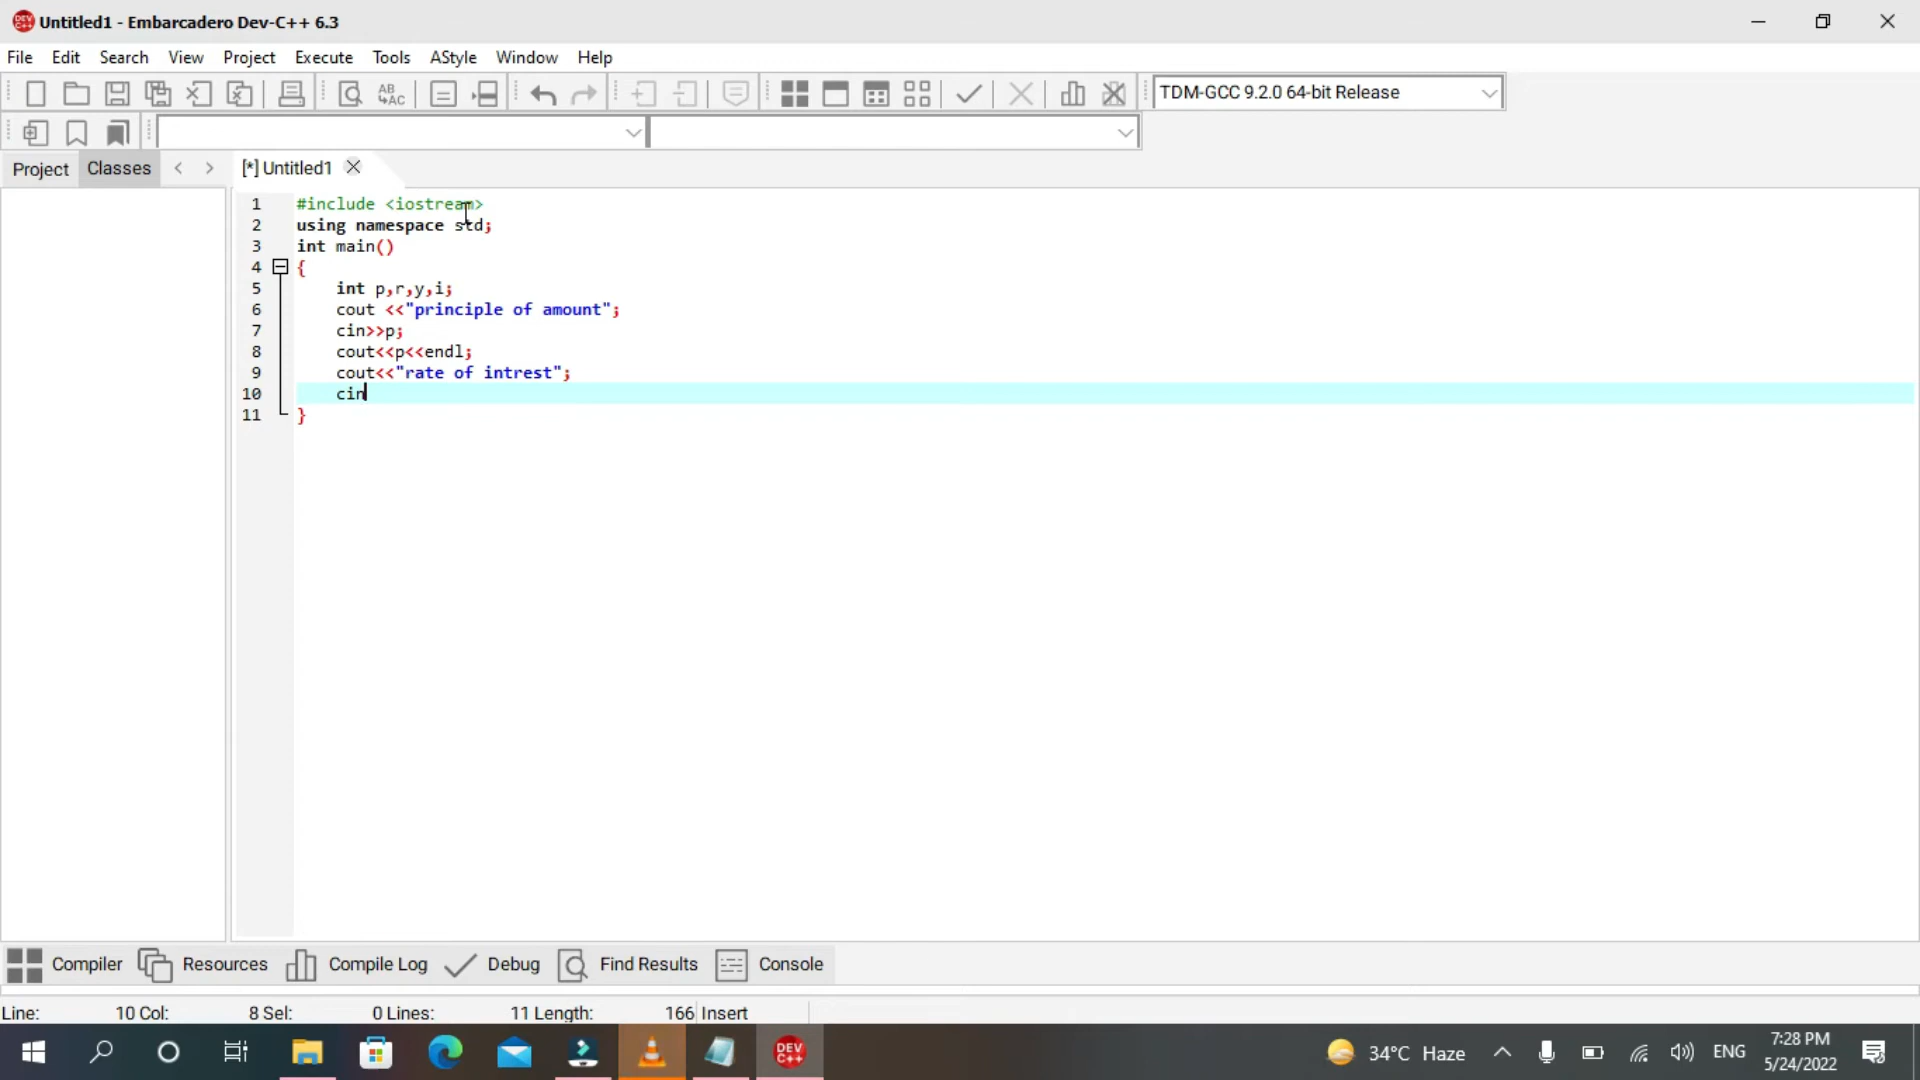 Untitled1 - Embarcadero Dev-C++ 6.3
File Edit Search View Project Execute Tools AStyle Window Help
TDM-GCC 9.2.0 64-bit Release
Project Classes [*] Untitled1
1 #include <iostream>
2 using namespace std;
3 int main()
4 {
5 int p,r,y,i;
6 cout <<"principle of amount";
7 cin>>p;
8 cout<<p<<endl;
9 cout<<"rate of intrest";
10 cin
11 }
Compiler Resources Compile Log Debug Find Results Console
Line: 10 Col: 8 Sel: 0 Lines: 11 Length: 166 Insert
34°C Haze ENG 7:28 PM
5/24/2022